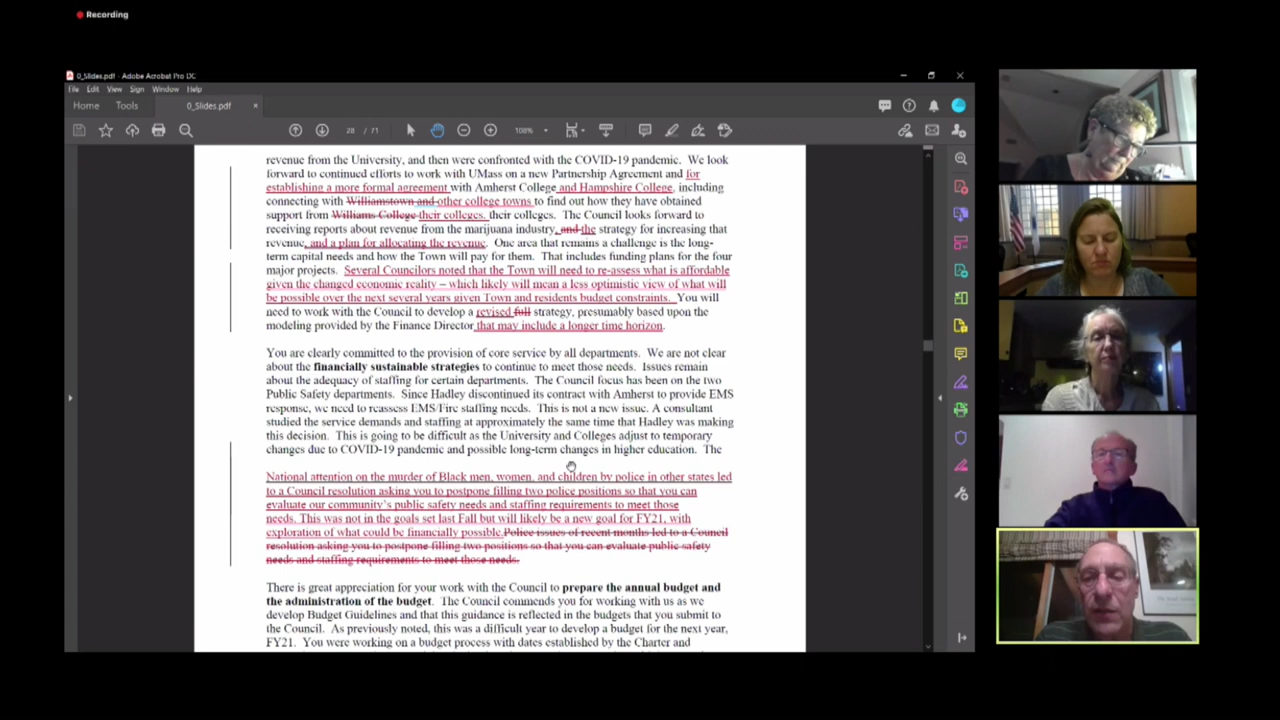 Recording
0_Slides.pdf - Adobe Acrobat Pro DC
File Edit View Sign Window Help
Home Tools 0_Slides.pdf ×
28 / 71 108%
revenue from the University, and then were confronted with the COVID-19 pandemic. We look
forward to continued efforts to work with UMass on a new Partnership Agreement and for
establishing a more formal agreement with Amherst College and Hampshire College, including
connecting with Williamstown and other college towns to find out how they have obtained
support from Williams College their colleges. their colleges. The Council looks forward to
receiving reports about revenue from the marijuana industry, and the strategy for increasing that
revenue, and a plan for allocating the revenue. One area that remains a challenge is the long-
term capital needs and how the Town will pay for them. That includes funding plans for the four
major projects. Several Councilors noted that the Town will need to re-assess what is affordable
given the changed economic reality – which likely will mean a less optimistic view of what will
be possible over the next several years given Town and residents budget constraints. You will
need to work with the Council to develop a revised full strategy, presumably based upon the
modeling provided by the Finance Director that may include a longer time horizon.
You are clearly committed to the provision of core service by all departments. We are not clear
about the financially sustainable strategies to continue to meet those needs. Issues remain
about the adequacy of staffing for certain departments. The Council focus has been on the two
Public Safety departments. Since Hadley discontinued its contract with Amherst to provide EMS
response, we need to reassess EMS/Fire staffing needs. This is not a new issue. A consultant
studied the service demands and staffing at approximately the same time that Hadley was making
this decision. This is going to be difficult as the University and Colleges adjust to temporary
changes due to COVID-19 pandemic and possible long-term changes in higher education. The
National attention on the murder of Black men, women, and children by police in other states led
to a Council resolution asking you to postpone filling two police positions so that you can
evaluate our community's public safety needs and staffing requirements to meet those
needs. This was not in the goals set last Fall but will likely be a new goal for FY21, with
exploration of what could be financially possible.Police issues of recent months led to a Council
resolution asking you to postpone filling two positions so that you can evaluate public safety
needs and staffing requirements to meet those needs.
There is great appreciation for your work with the Council to prepare the annual budget and
the administration of the budget. The Council commends you for working with us as we
develop Budget Guidelines and that this guidance is reflected in the budgets that you submit to
the Council. As previously noted, this was a difficult year to develop a budget for the next year,
FY21. You were working on a budget process with dates established by the Charter and